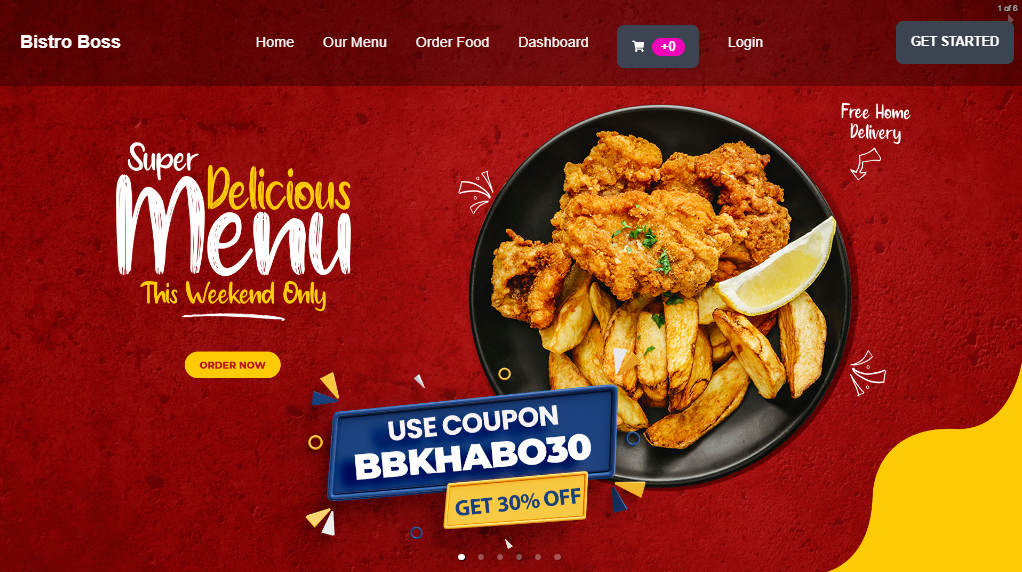 1 of 6
Bistro Boss
Home
Our Menu
Order Food
Dashboard
+0
Login
GET STARTED
Free Home
Delivery
Super
Delicious
Menu
This Weekend Only
ORDER NOW
USE COUPON
BBKHABO30
GET 30% OFF